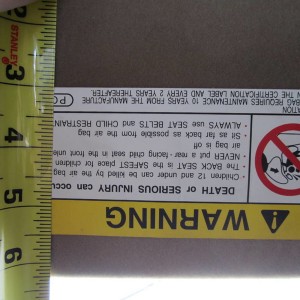 WARNING
DEATH or SERIOUS INJURY can occu
• Children 12 and under can be killed by the air bag
• The BACK SEAT is the SAFEST place for children
• NEVER put a rear-facing child seat in the front unless
air bag is off
• Sit as far back as possible from the air bag
• ALWAYS use SEAT BELTS and CHILD RESTRAIN
BAG REQUIRES MAINTENANCE 10 YEARS FROM THE MANUFACTURE
N THE CERTIFICATION LABEL AND EVERY 2 YEARS THEREAFTER.
STANLEY
2
3
4
5
6